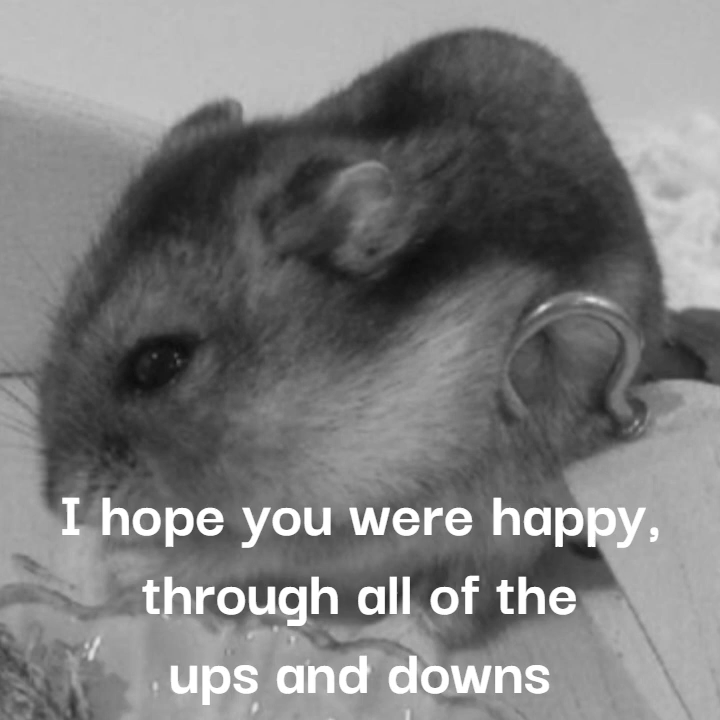 I hope you were happy,
through all of the
ups and downs